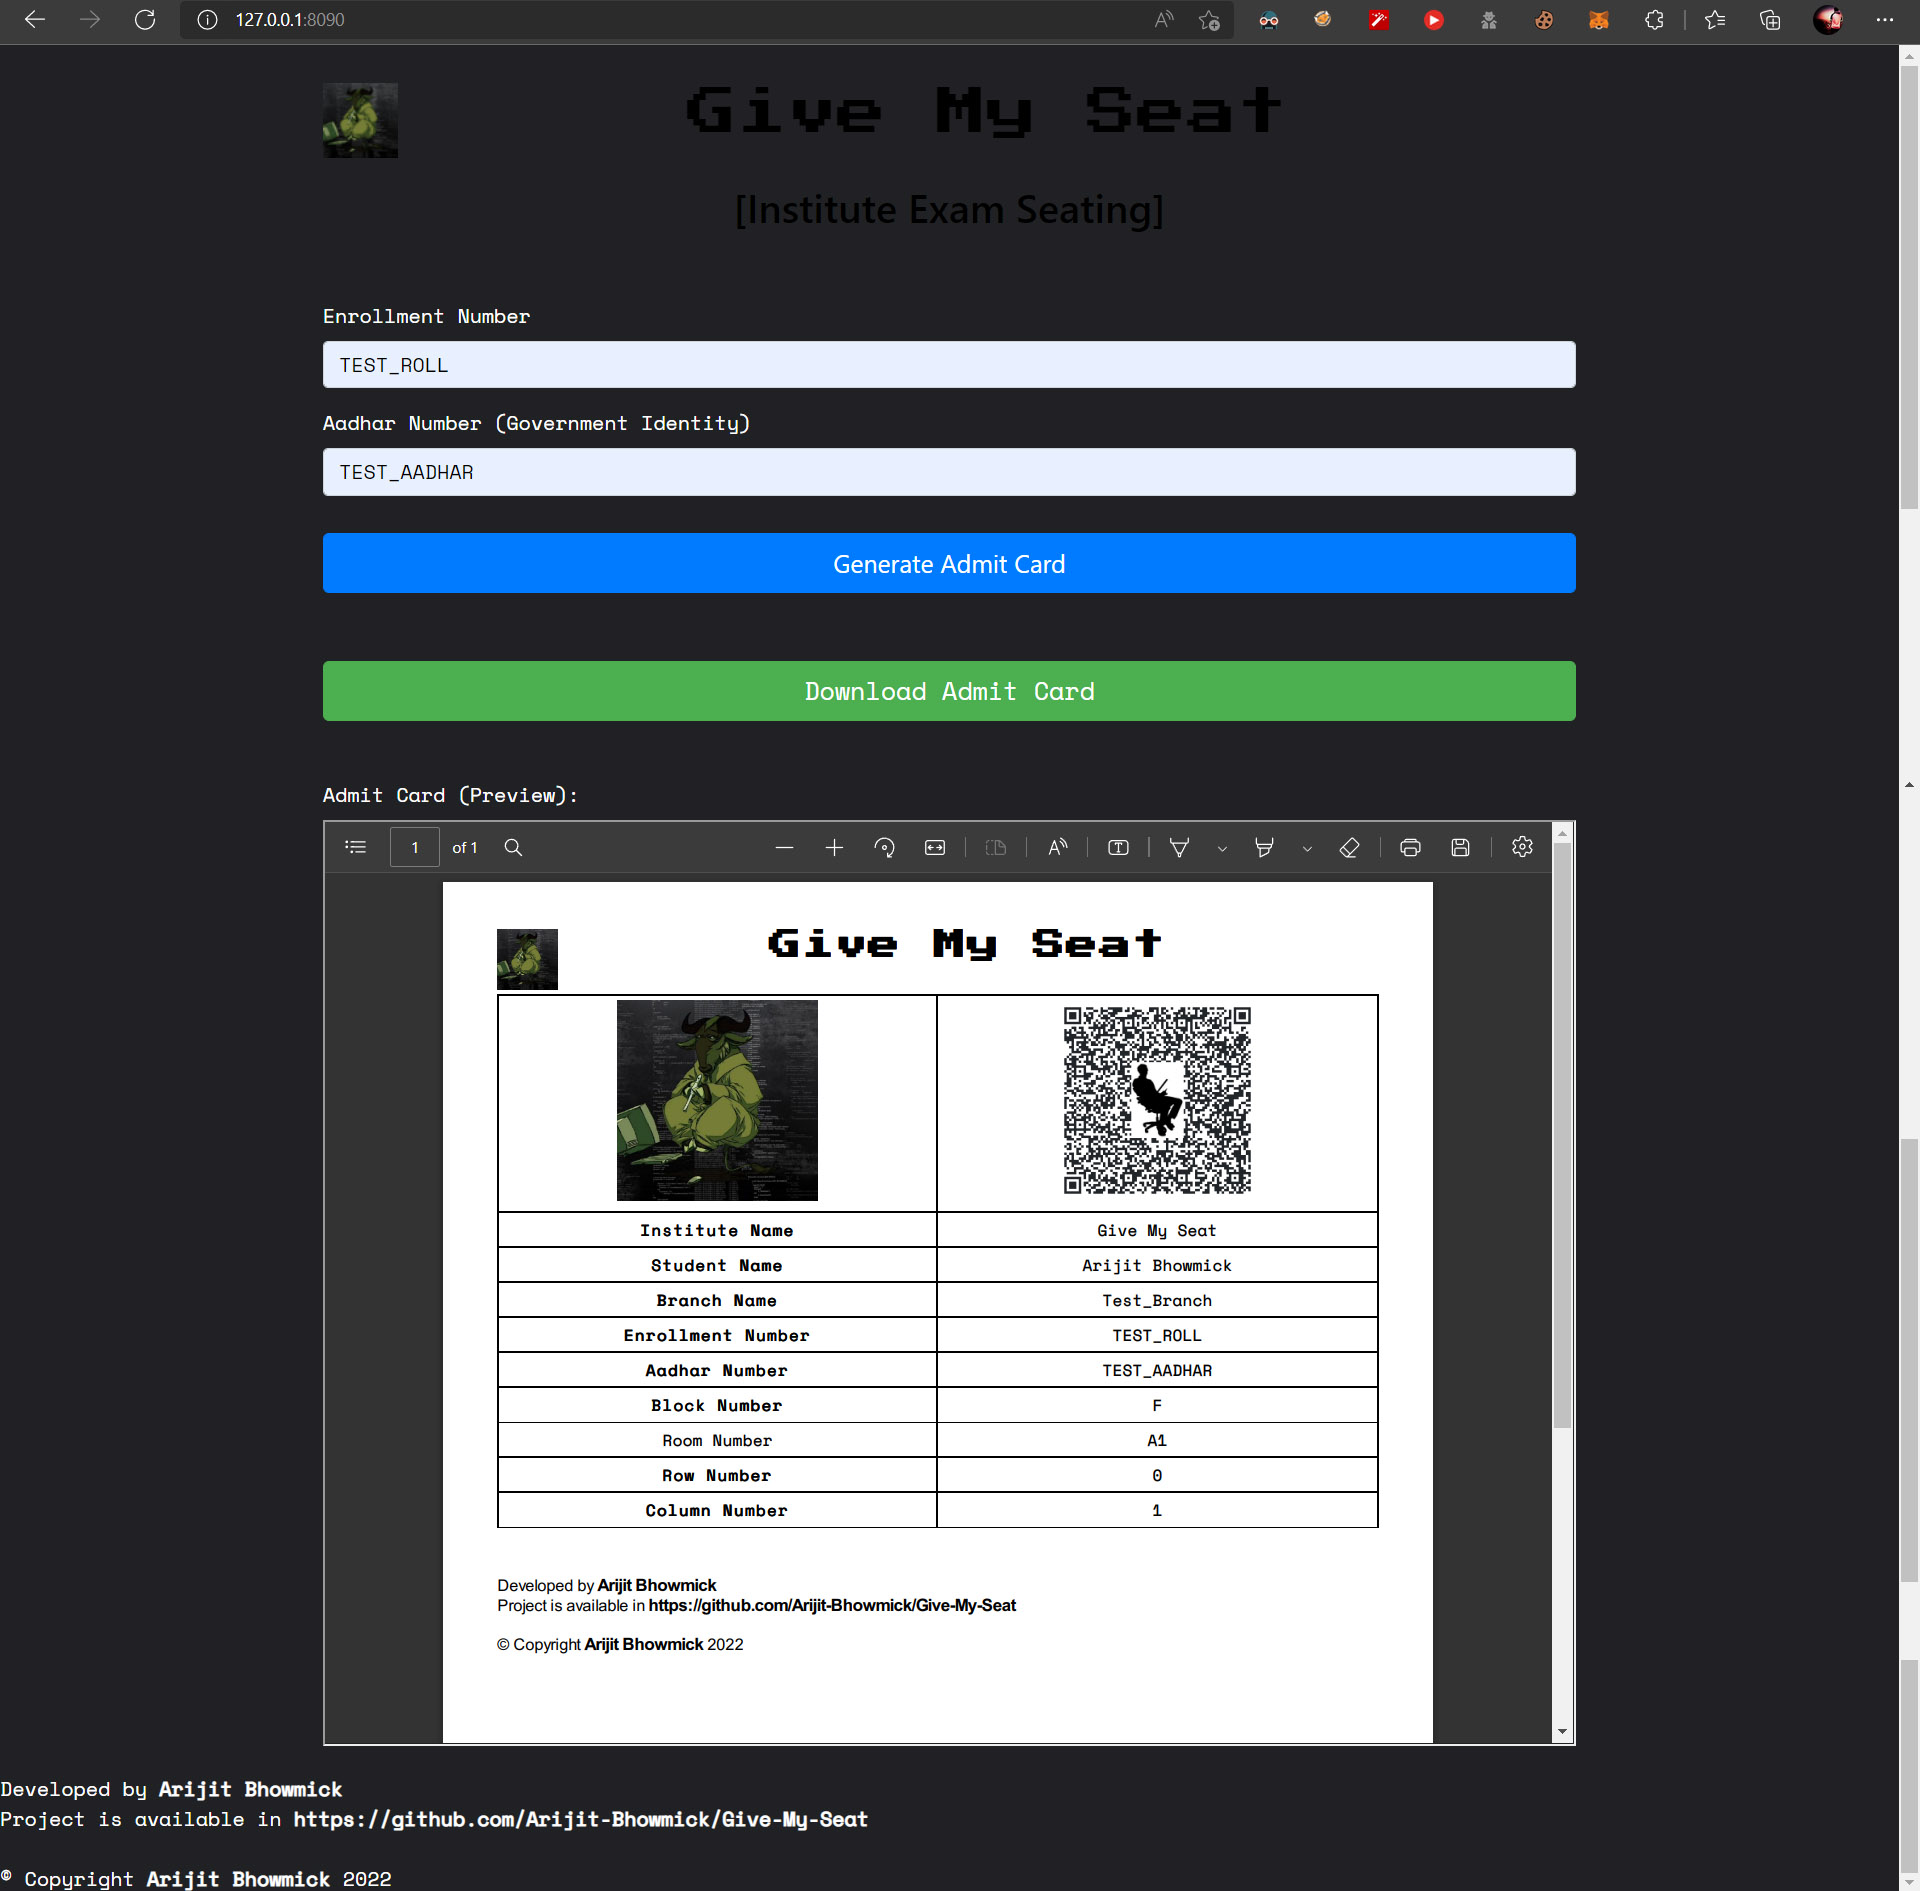 127.0.0.1:8090
Give My Seat
[Institute Exam Seating]
Enrollment Number
TEST_ROLL
Aadhar Number (Government Identity)
TEST_AADHAR
Generate Admit Card
Download Admit Card
Admit Card (Preview):
1 of 1
Give My Seat
Institute Name Give My Seat
Student Name Arijit Bhowmick
Branch Name Test_Branch
Enrollment Number TEST_ROLL
Aadhar Number TEST_AADHAR
Block Number F
Room Number A1
Row Number 0
Column Number 1
Developed by Arijit Bhowmick
Project is available in https://github.com/Arijit-Bhowmick/Give-My-Seat
© Copyright Arijit Bhowmick 2022
Developed by Arijit Bhowmick
Project is available in https://github.com/Arijit-Bhowmick/Give-My-Seat
© Copyright Arijit Bhowmick 2022